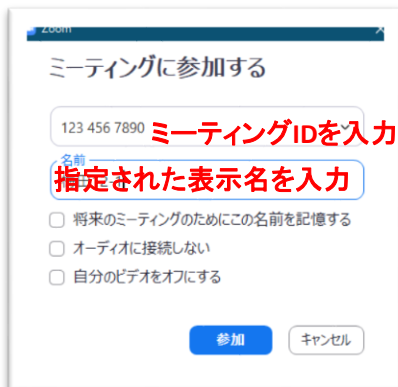 Zoom
ミーティングに参加する
123 456 7890 ミーティングIDを入力
名前
指定された表示名を入力
将来のミーティングのためにこの名前を記憶する
オーディオに接続しない
自分のビデオをオフにする
参加 キャンセル